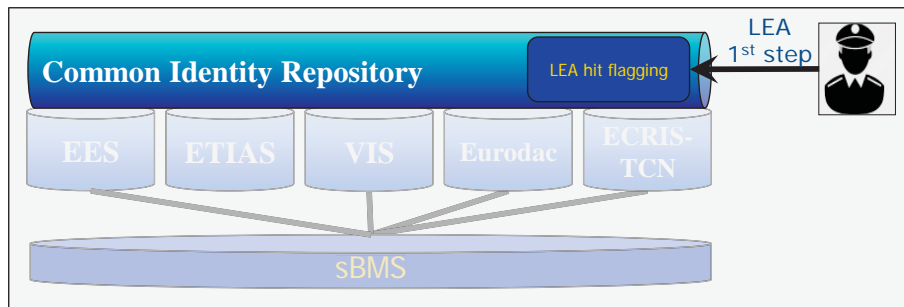 LEA
1st step
Common Identity Repository
LEA hit flagging
EES
ETIAS
VIS
Eurodac
ECRIS-
TCN
sBMS